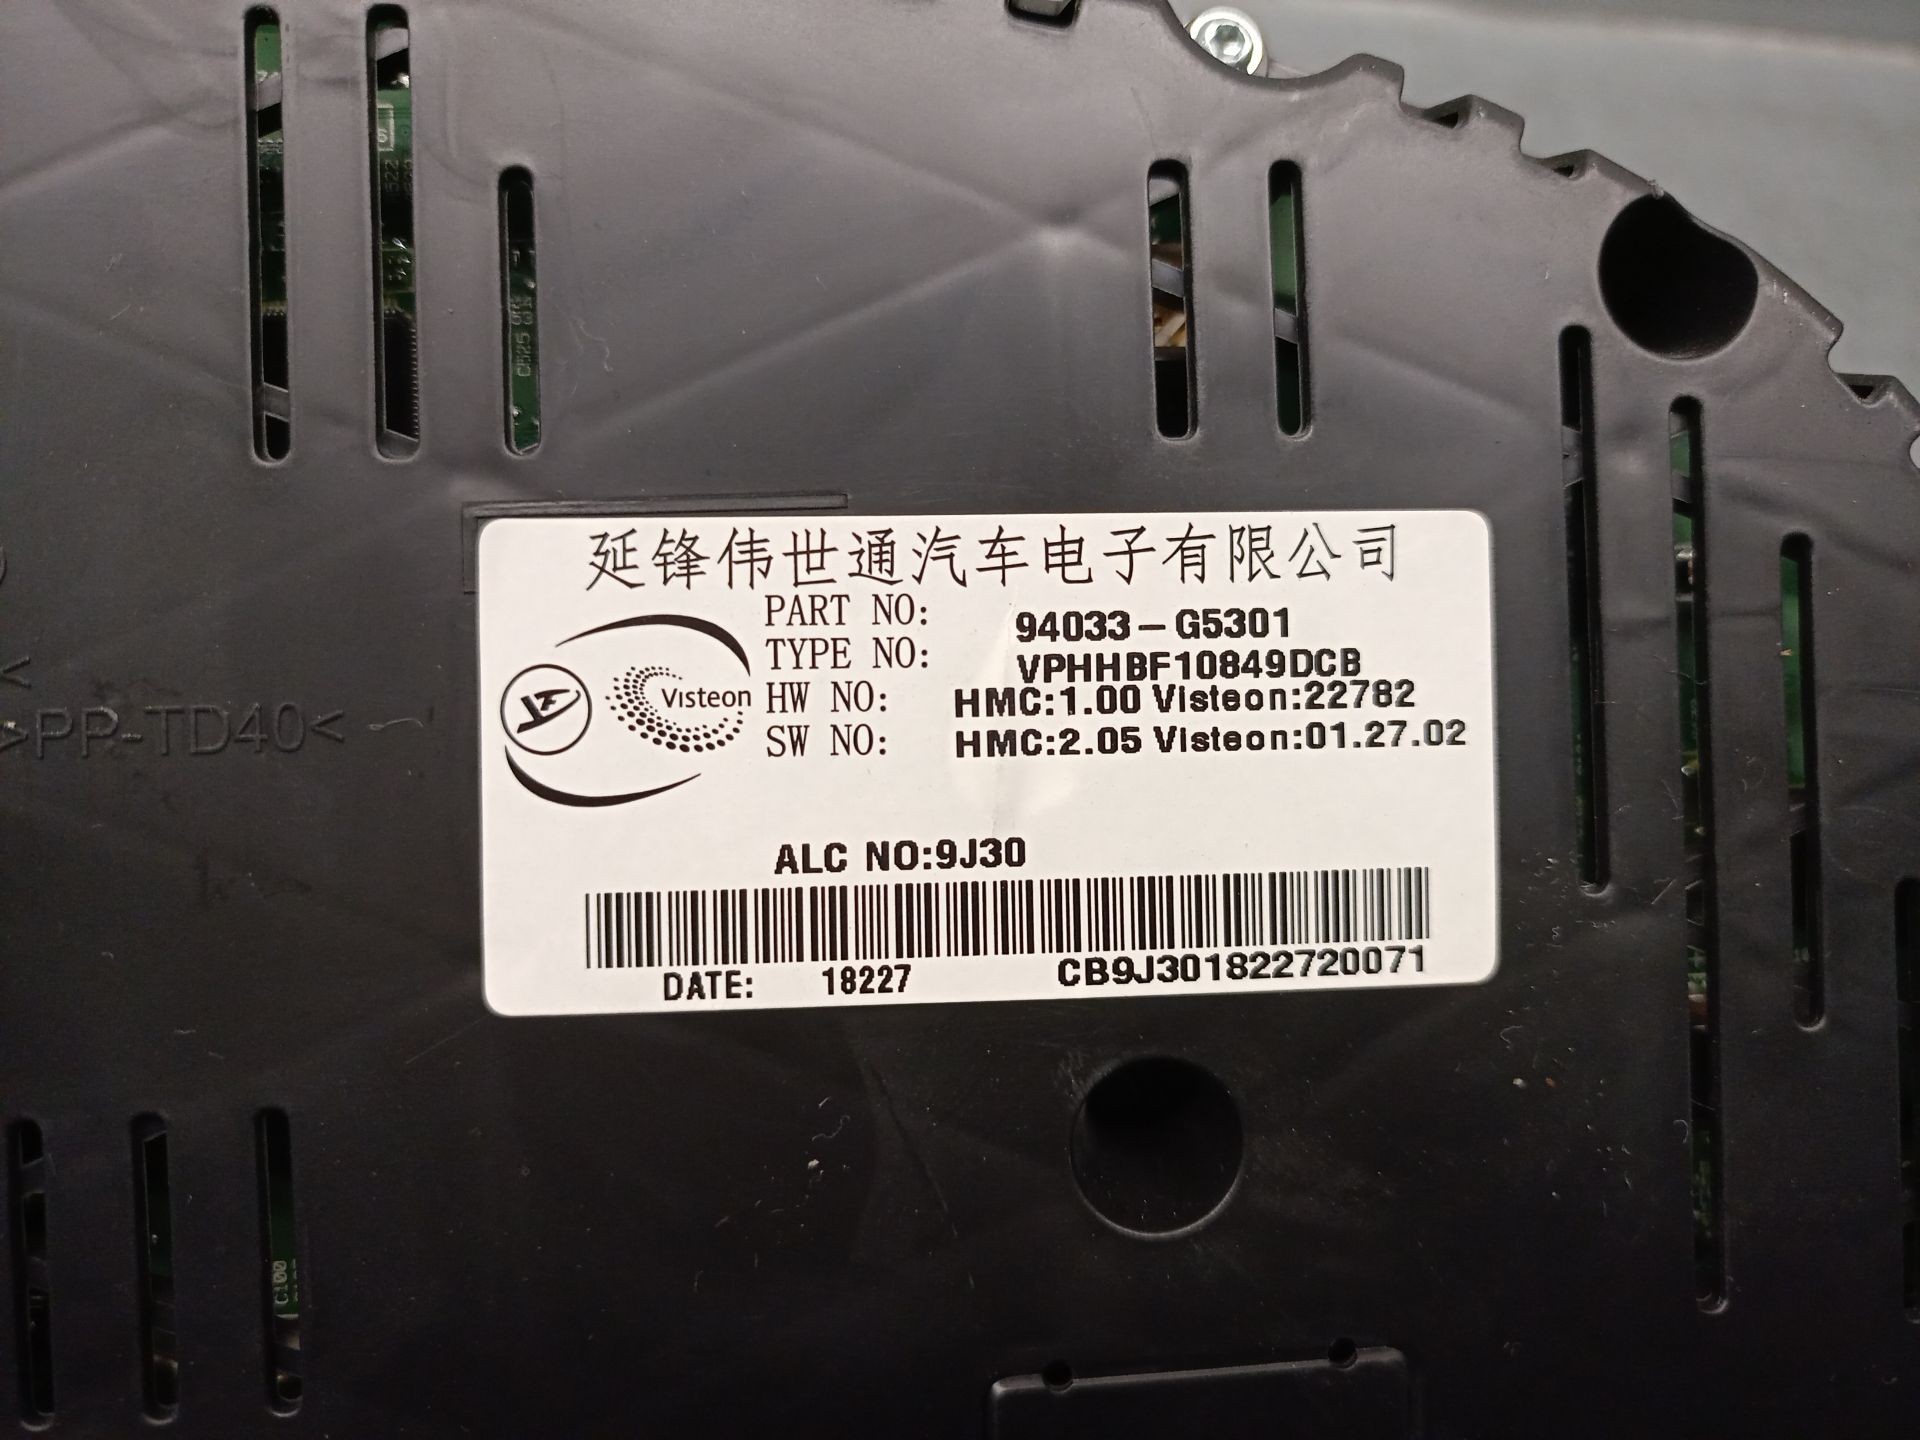 C525
延锋伟世通汽车电子有限公司
PART NO: 94033-G5301
TYPE NO: VPHHBF10849DCB
Visteon
HW NO: HMC:1.00 Visteon:22782
SW NO: HMC:2.05 Visteon:01.27.02
>PP-TD40<
ALC NO:9J30
DATE: 18227 CB9J301822720071
C100